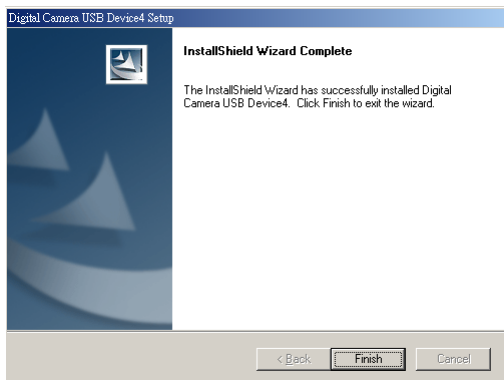 Digital Camera USB Device4 Setup
InstallShield Wizard Complete
The InstallShield Wizard has successfully installed Digital
Camera USB Device4. Click Finish to exit the wizard.
< Back
Finish
Cancel